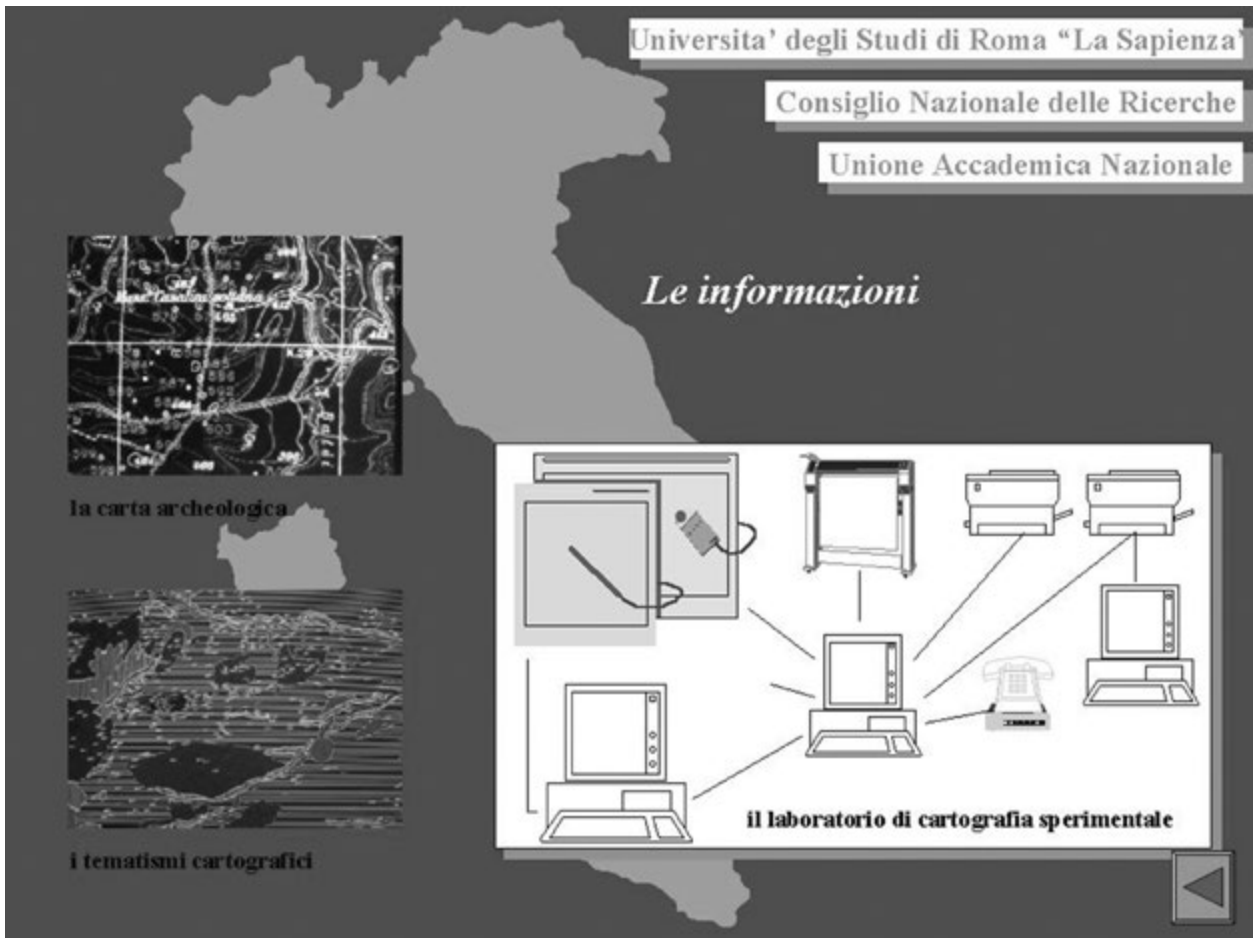 Universita' degli Studi di Roma “La Sapienza'
Consiglio Nazionale delle Ricerche
Unione Accademica Nazionale
Le informazioni
la carta archeologica
il laboratorio di cartografia sperimentale
i tematismi cartografici